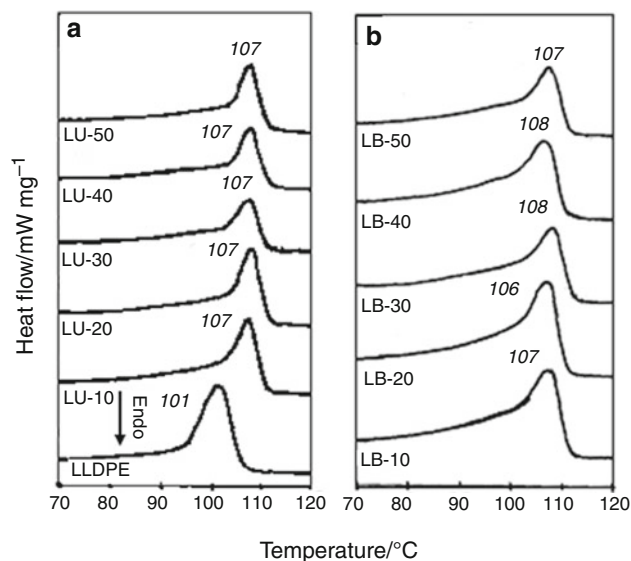 a
107
LU-50
107
LU-40
107
LU-30
107
LU-20
107
LU-10
101
Endo
LLDPE
70 80 90 100 110 120
b
107
LB-50
108
LB-40
108
LB-30
106
LB-20
107
LB-10
70 80 90 100 110 120
Heat flow/mW mg⁻¹
Temperature/°C